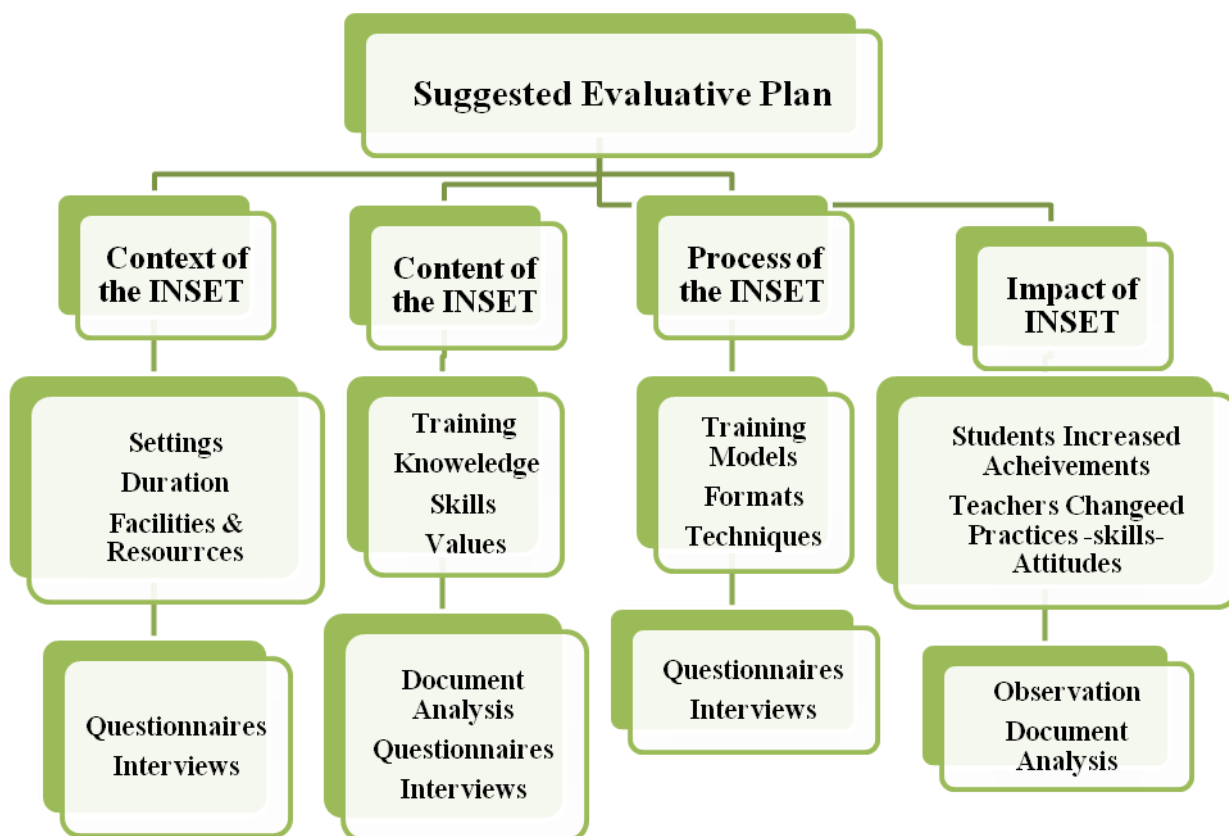 Suggested Evaluative Plan
Context of
the INSET
Content of
the INSET
Process of
the INSET
Impact of
INSET
Settings
Duration
Facilities &
Resourrces
Training
Knoweledge
Skills
Values
Training
Models
Formats
Techniques
Students Increased
Acheivements
Teachers Changeed
Practices -skills-
Attitudes
Questionnaires
Interviews
Document
Analysis
Questionnaires
Interviews
Questionnaires
Interviews
Observation
Document
Analysis